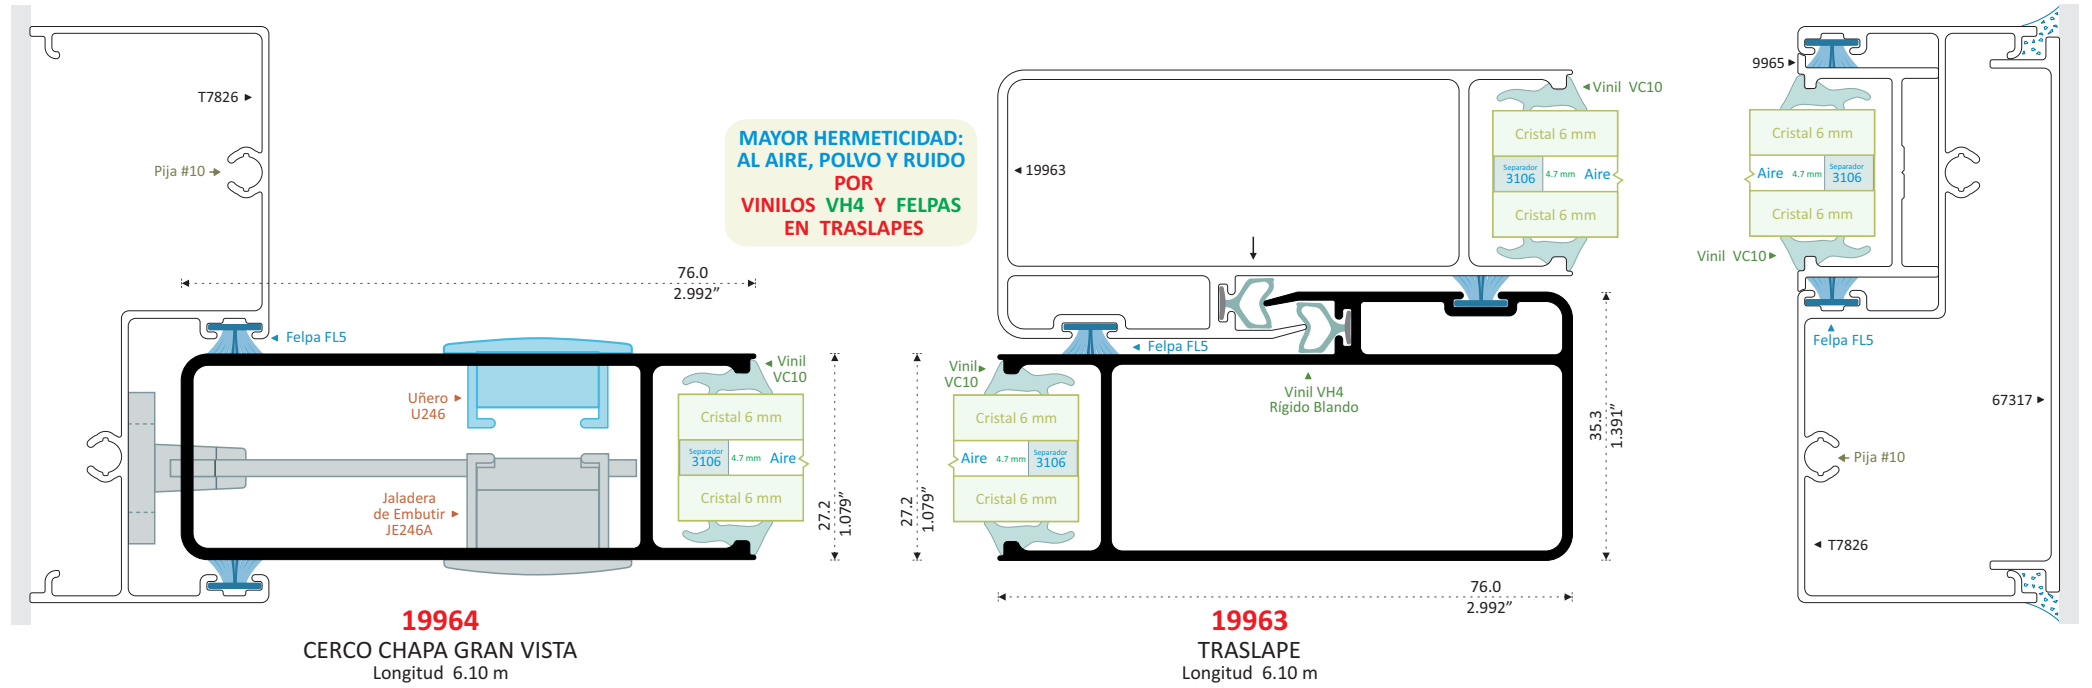 T7826
Pija #10
76.0
2.992”
Felpa FL5
Uñero
U246
Jaladera
de Embutir
JE246A
Vinil
VC10
Cristal 6 mm
Separador
3106
4.7 mm
Aire
Cristal 6 mm
27.2
1.079”
19964
CERCO CHAPA GRAN VISTA
Longitud 6.10 m
MAYOR HERMETICIDAD:
AL AIRE, POLVO Y RUIDO
POR
VINILOS VH4 Y FELPAS
EN TRASLAPES
19963
Vinil VC10
Cristal 6 mm
Separador
3106
4.7 mm
Aire
Cristal 6 mm
Felpa FL5
Vinil
VC10
Vinil VH4
Rígido Blando
Cristal 6 mm
Aire
4.7 mm
Separador
3106
Cristal 6 mm
27.2
1.079”
35.3
1.391”
76.0
2.992”
19963
TRASLAPE
Longitud 6.10 m
9965
Cristal 6 mm
Aire
4.7 mm
Separador
3106
Cristal 6 mm
Vinil VC10
Felpa FL5
67317
Pija #10
T7826